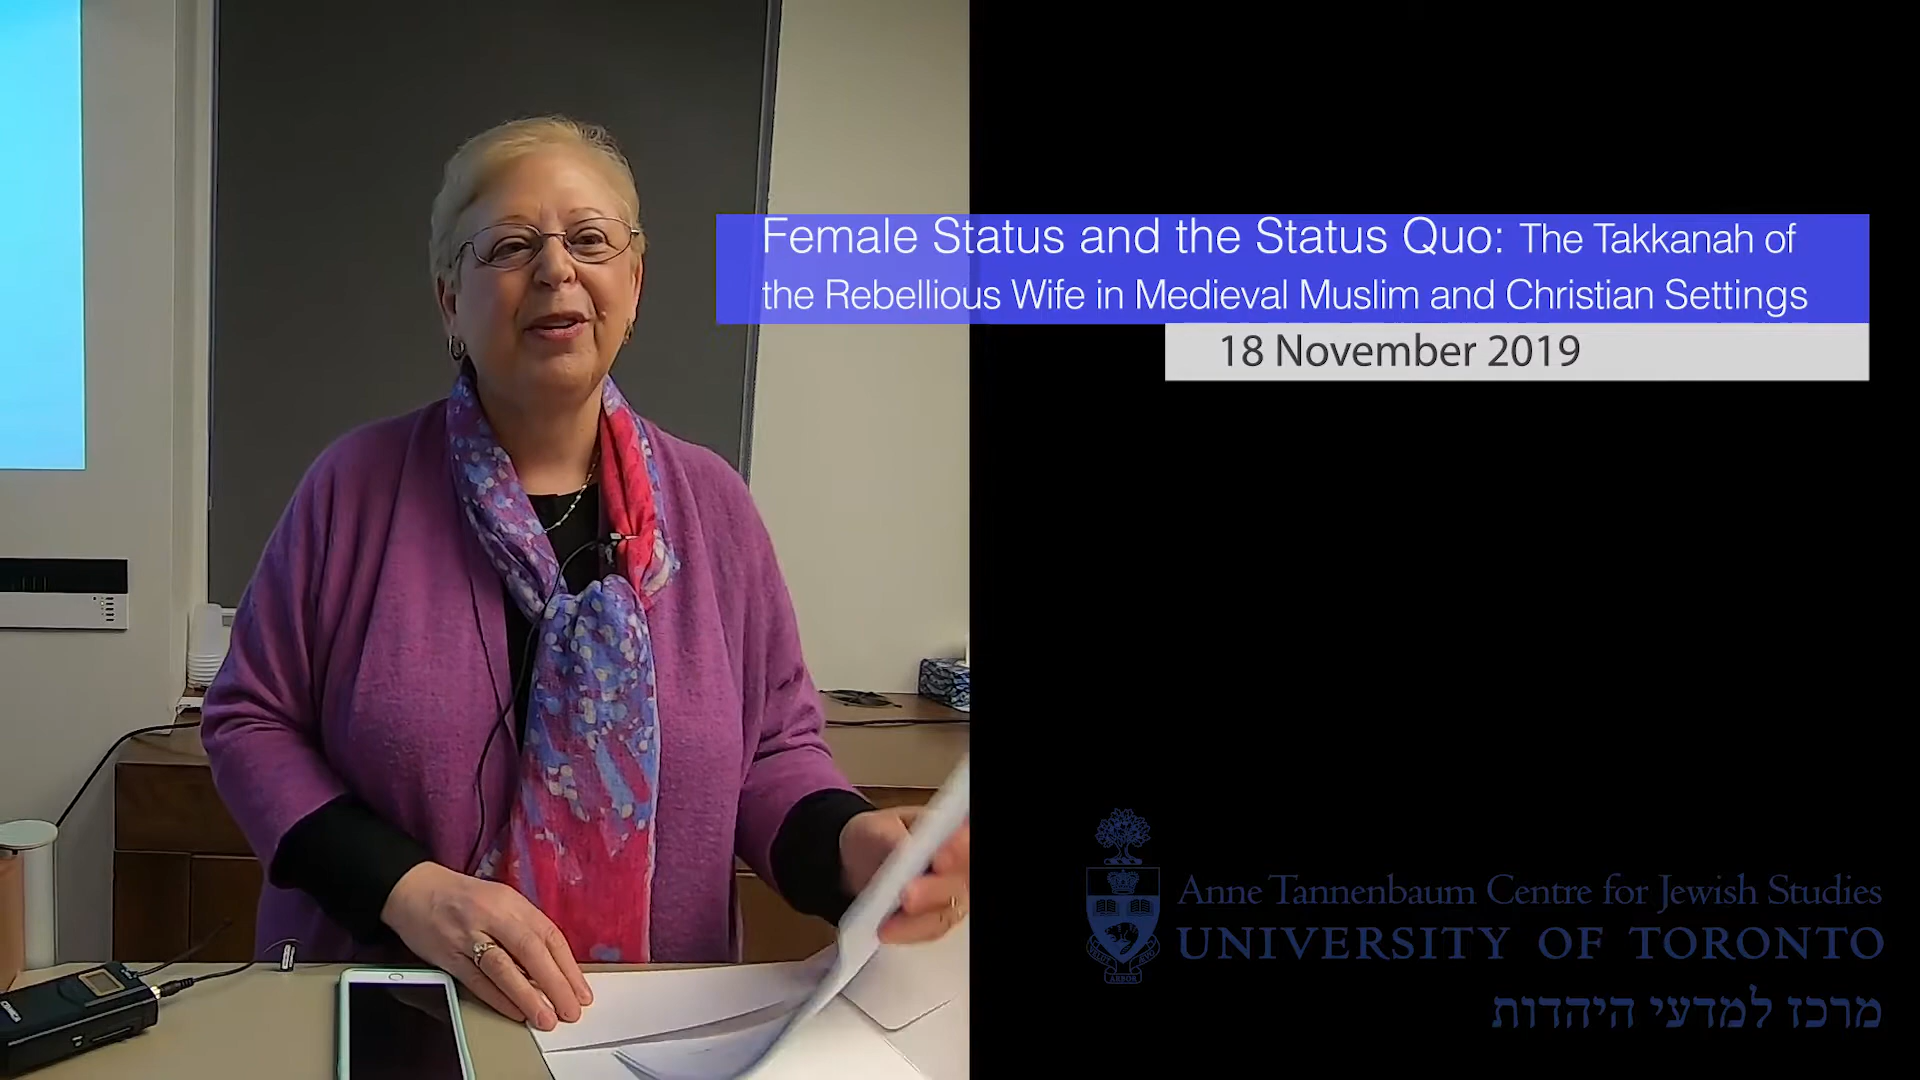 Female Status and the Status Quo: The Takkanah of
the Rebellious Wife in Medieval Muslim and Christian Settings
18 November 2019
Anne Tannenbaum Centre for Jewish Studies
UNIVERSITY OF TORONTO
מרכז למדעי היהדות